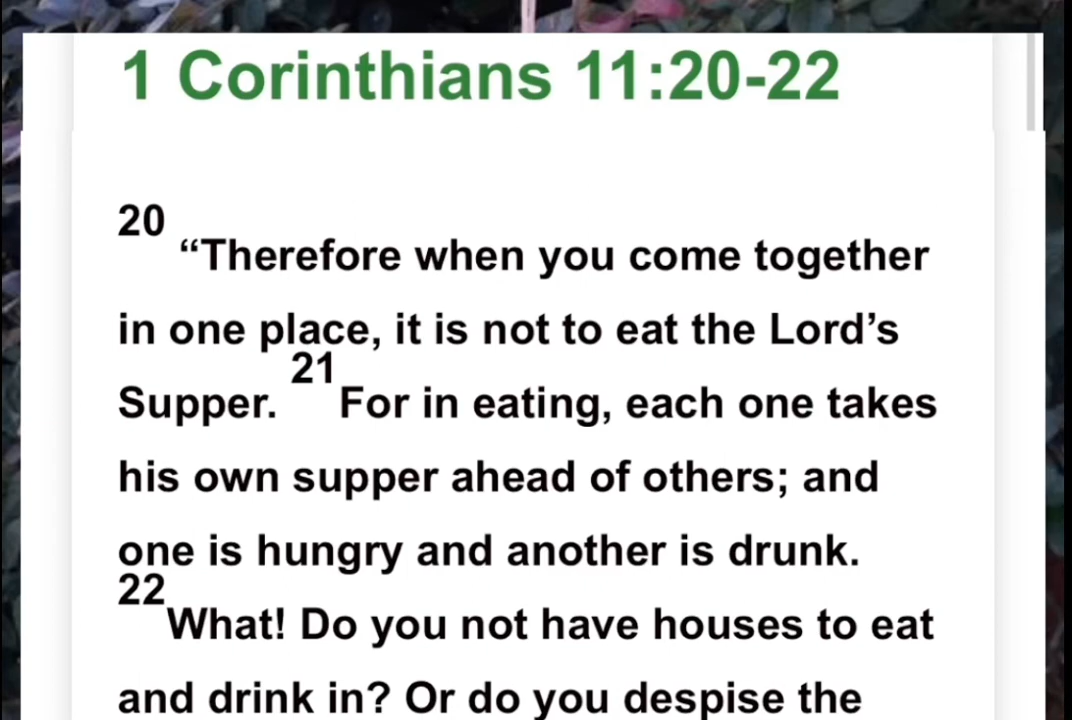 1 Corinthians 11:20-22
20 “Therefore when you come together
in one place, it is not to eat the Lord’s
Supper. 21 For in eating, each one takes
his own supper ahead of others; and
one is hungry and another is drunk.
22 What! Do you not have houses to eat
and drink in? Or do you despise the